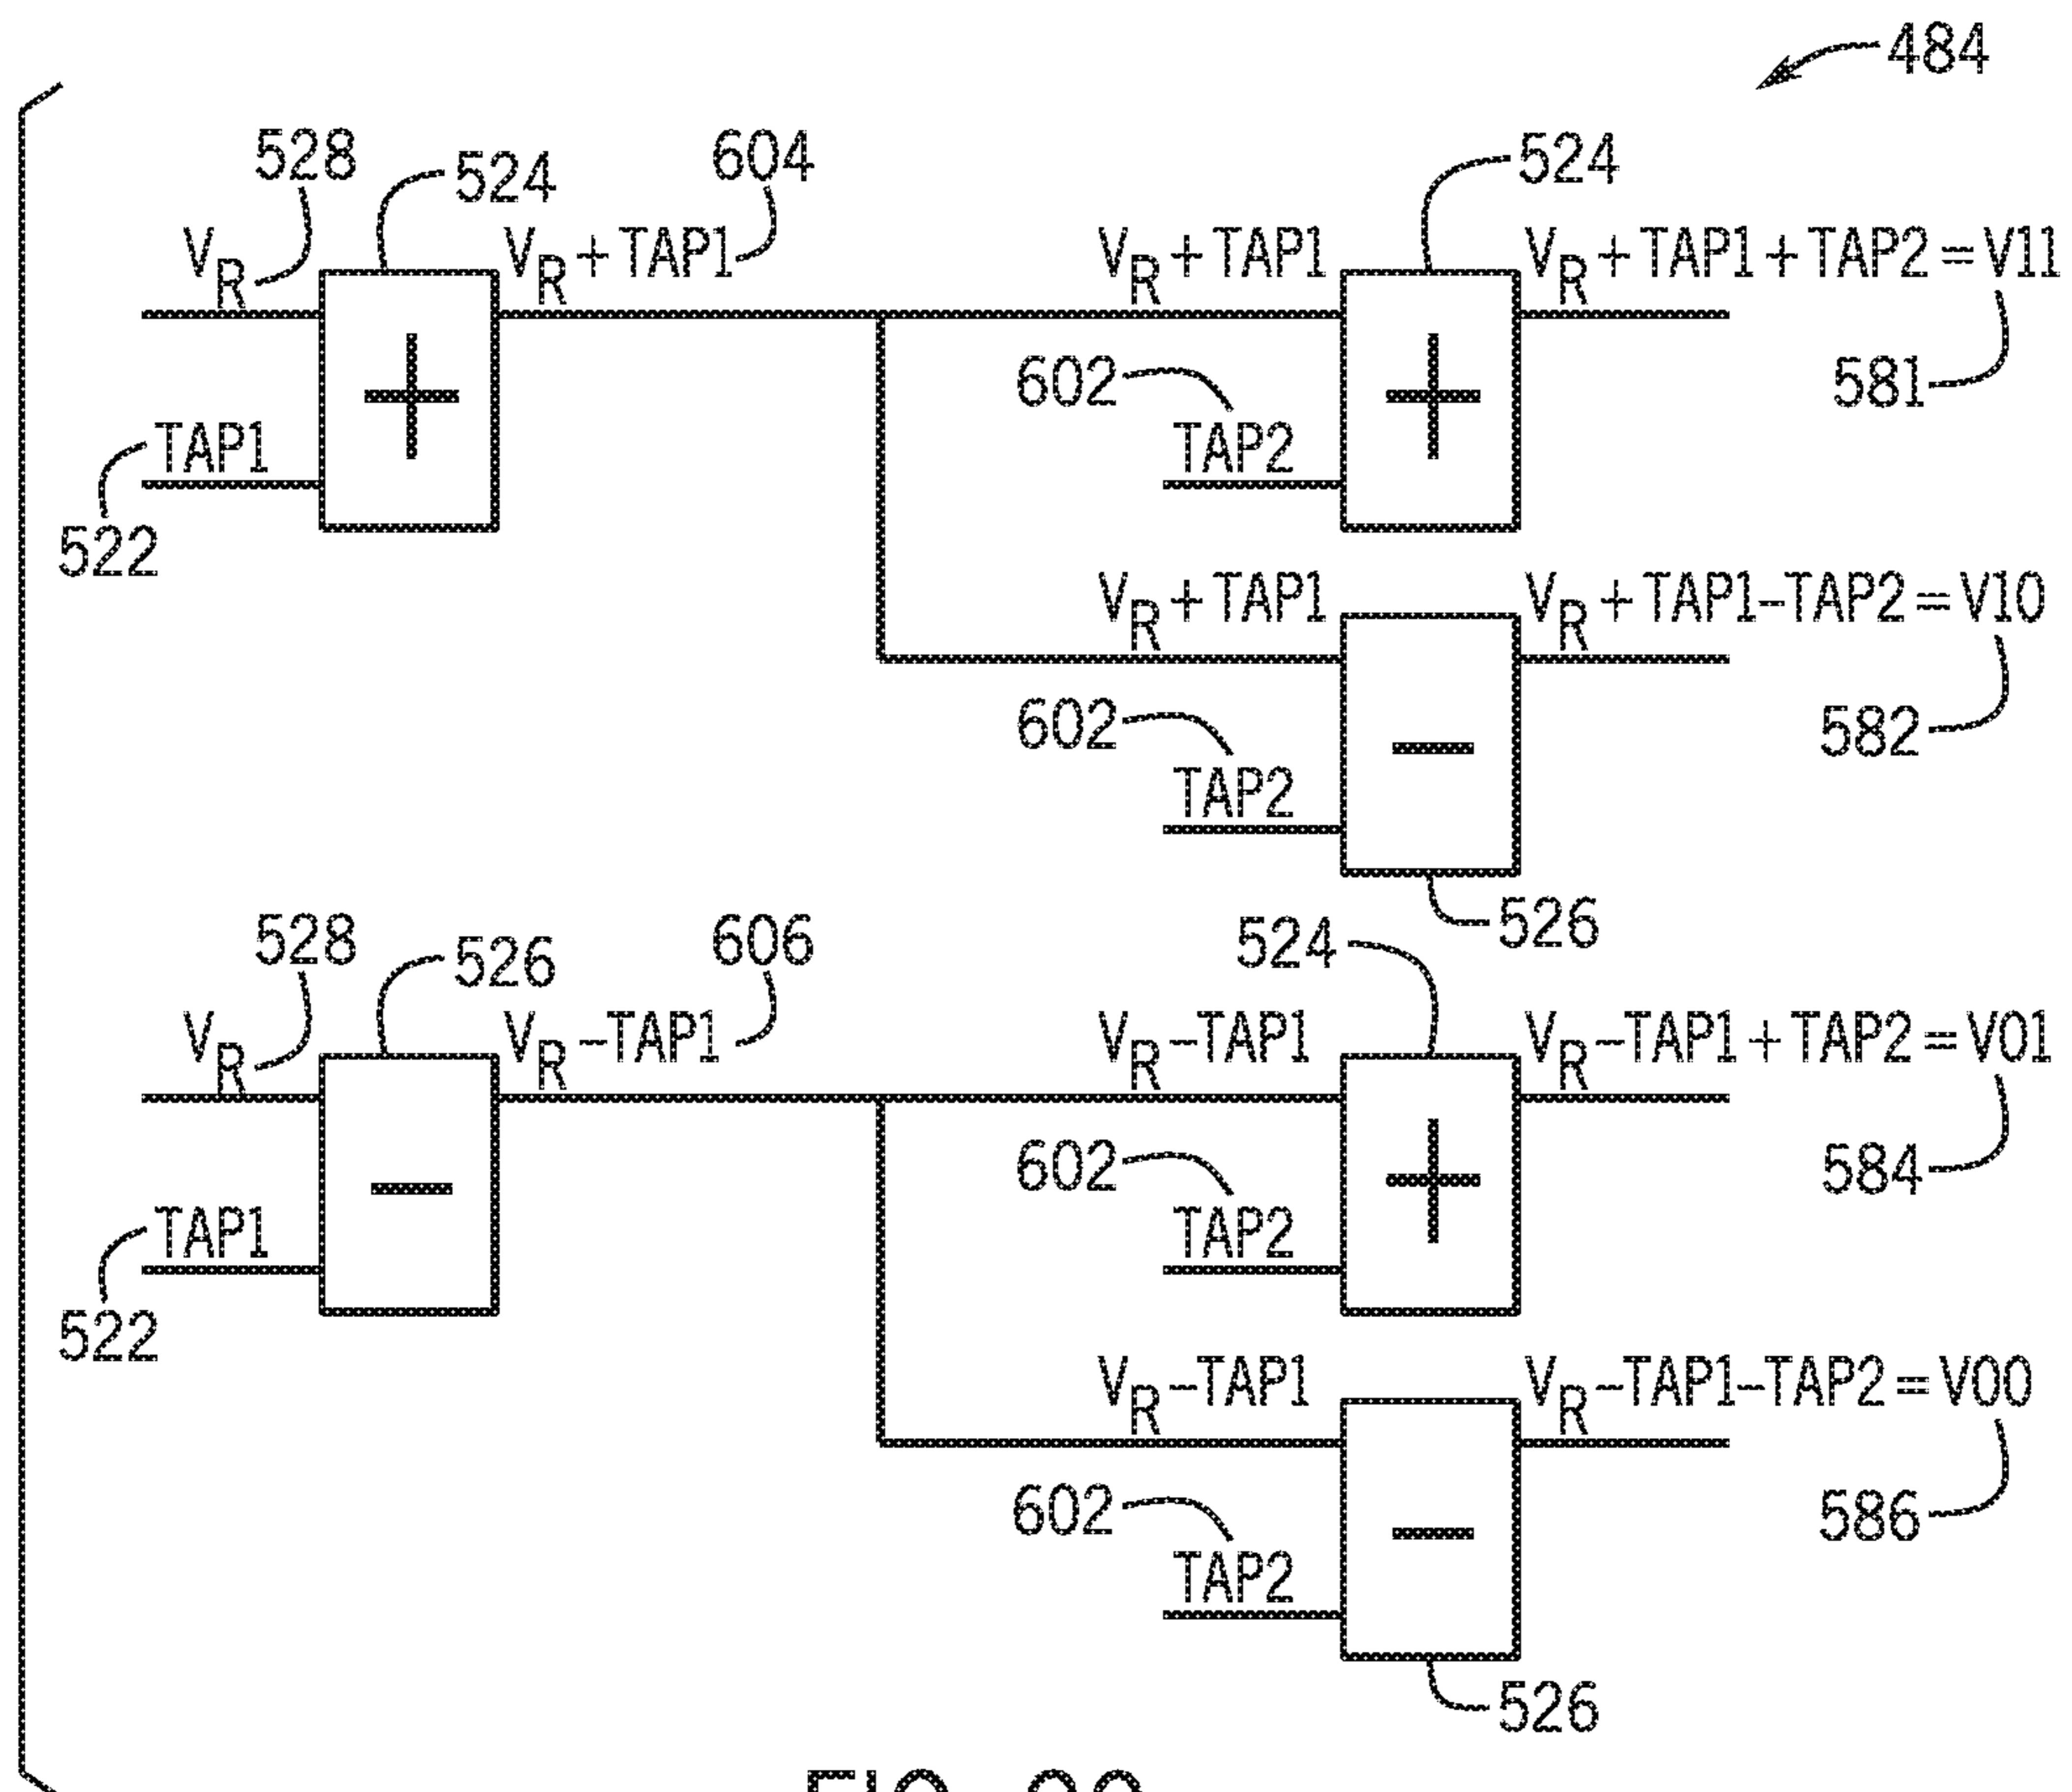 484
528
524
604
524
VR
VR + TAP1
VR + TAP1
VR + TAP1 + TAP2 = V11
602
581
TAP1
TAP2
522
VR + TAP1
VR + TAP1-TAP2 = V10
602
582
TAP2
526
528
526
606
524
VR
VR -TAP1
VR -TAP1
VR -TAP1 + TAP2 = V01
602
584
TAP1
TAP2
522
VR -TAP1
VR -TAP1-TAP2 = V00
602
586
TAP2
526